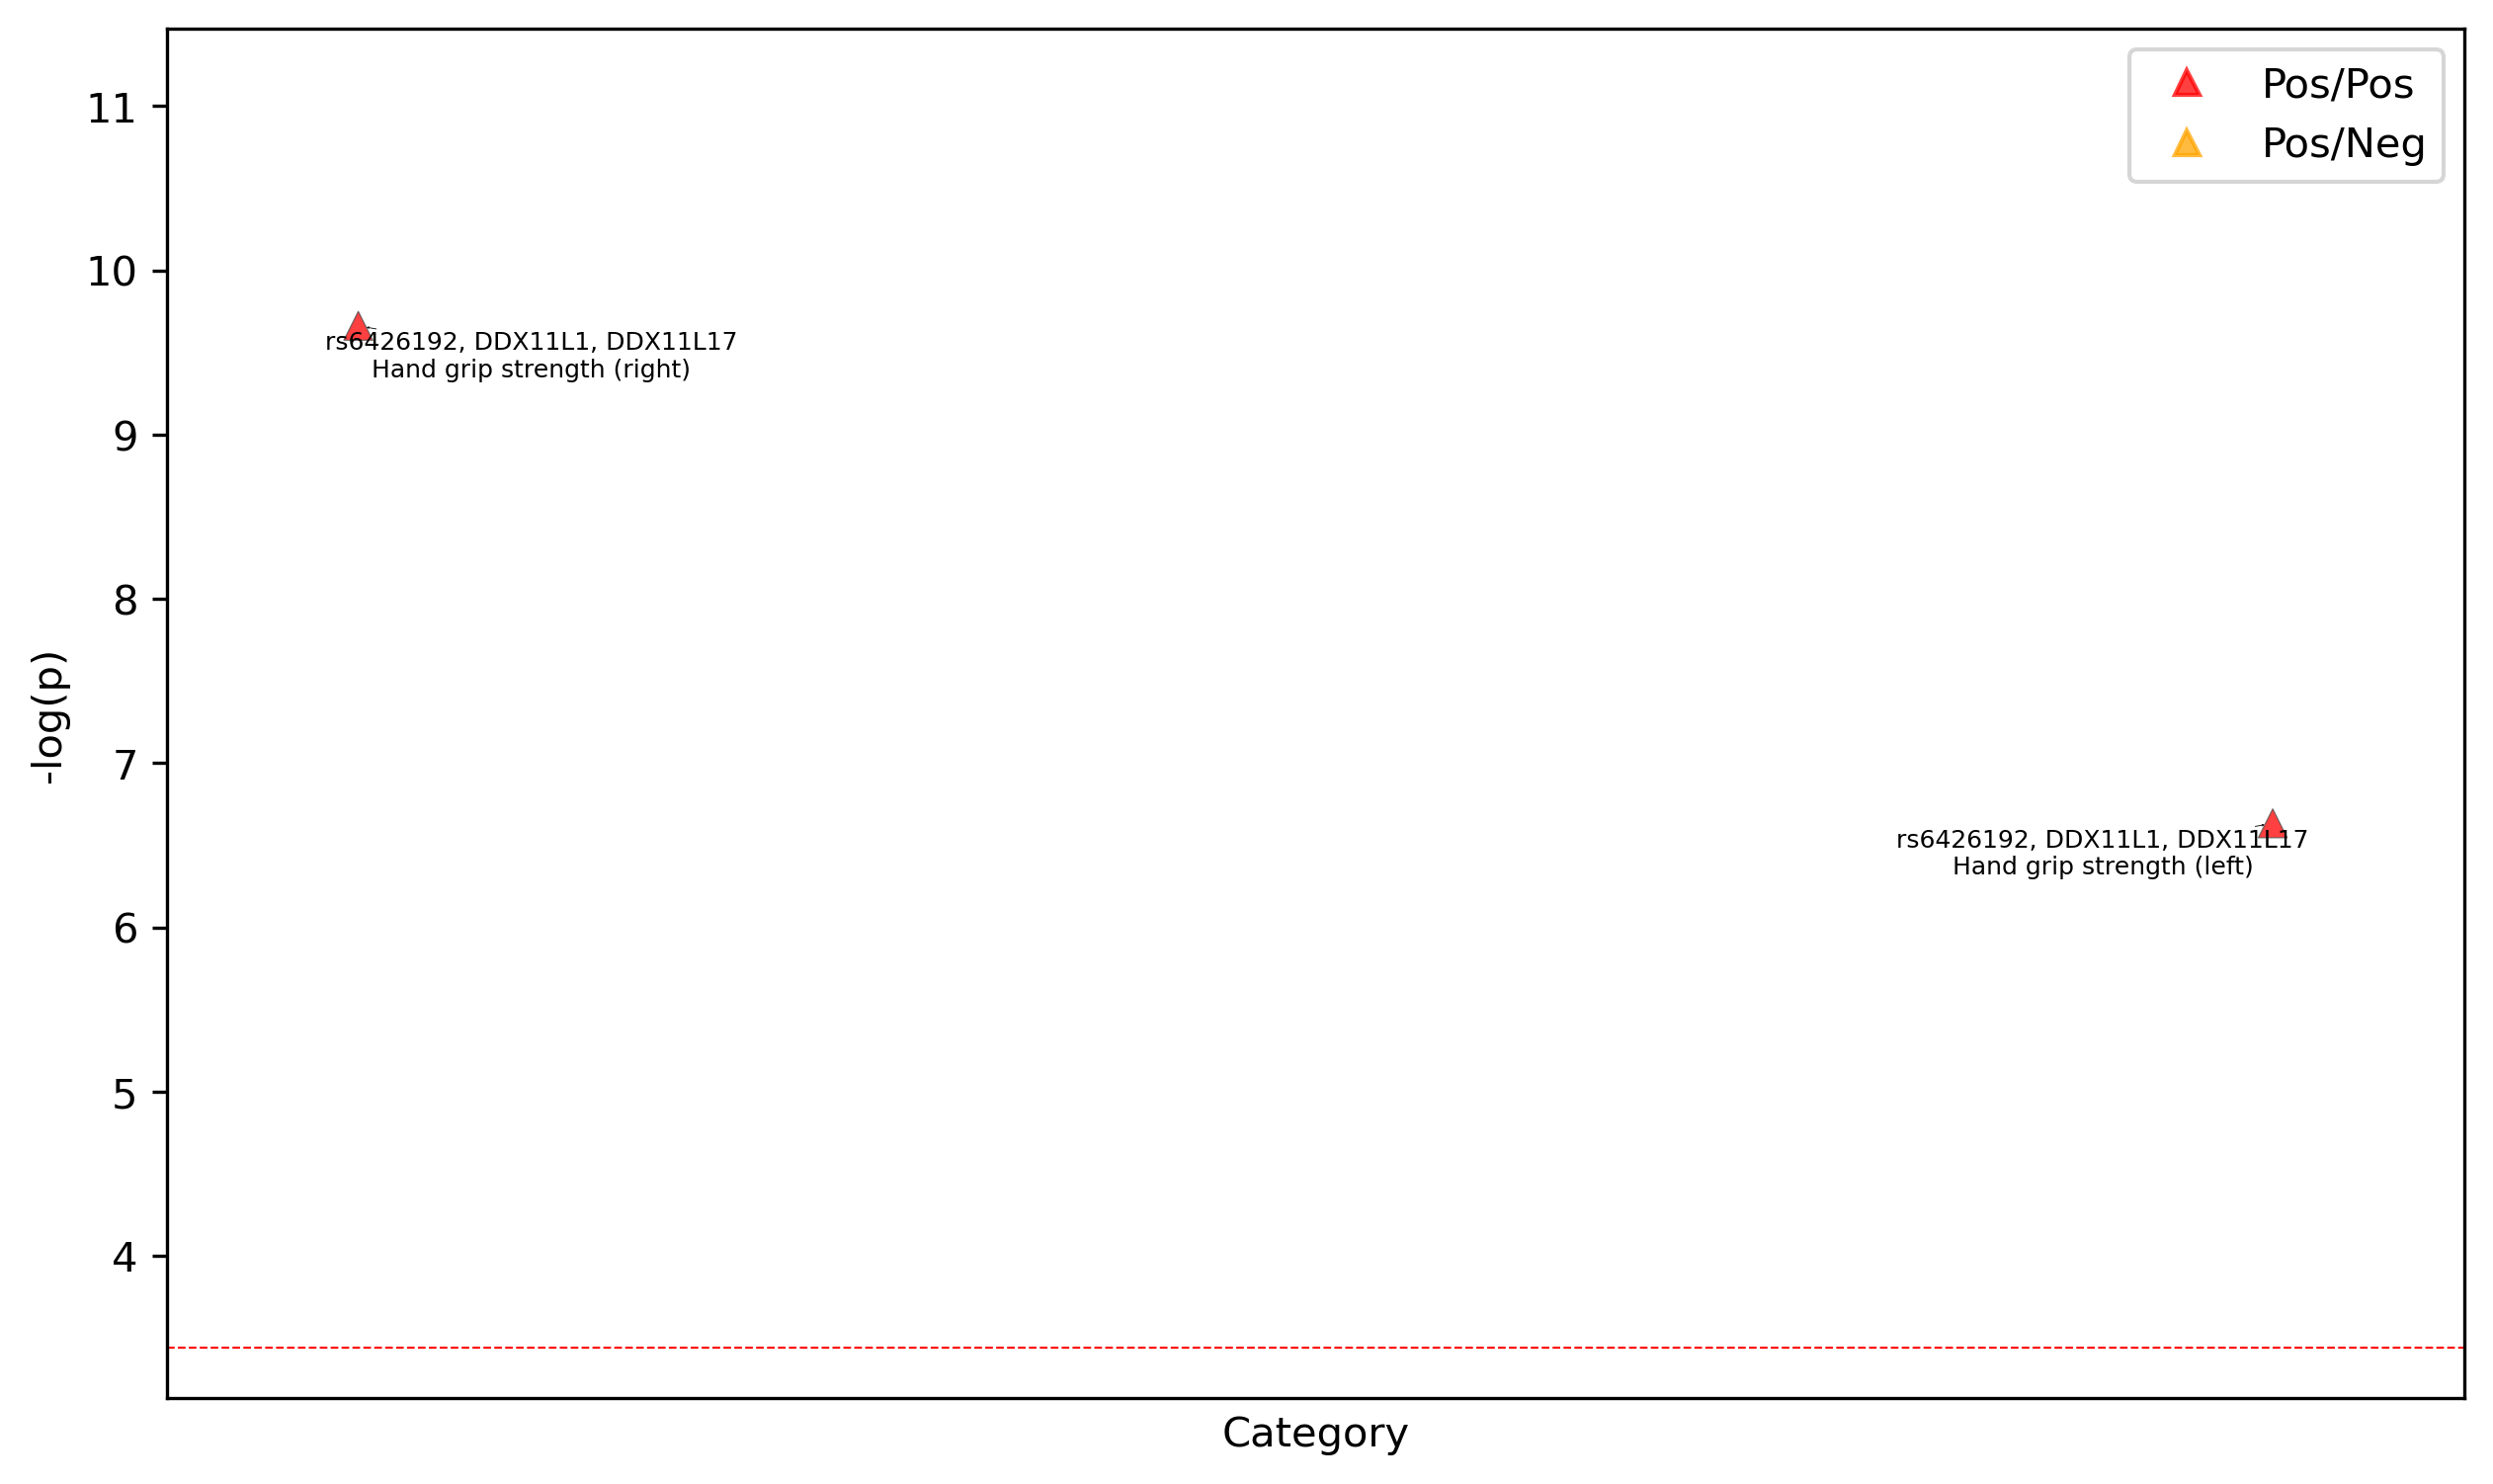 Pos/Pos
Pos/Neg
11
10
9
8
7
6
5
4
-log(p)
rs6426192, DDX11L1, DDX11L17
Hand grip strength (right)
rs6426192, DDX11L1, DDX11L17
Hand grip strength (left)
Category